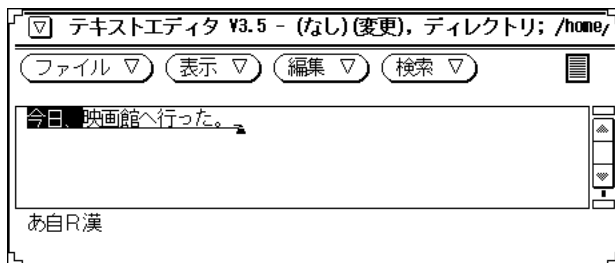 テキストエディタ ¥3.5 - (なし)(変更), ディレクトリ; /home/
ファイル 表示 編集 検索
今日、映画館へ行った。
あ自R漢